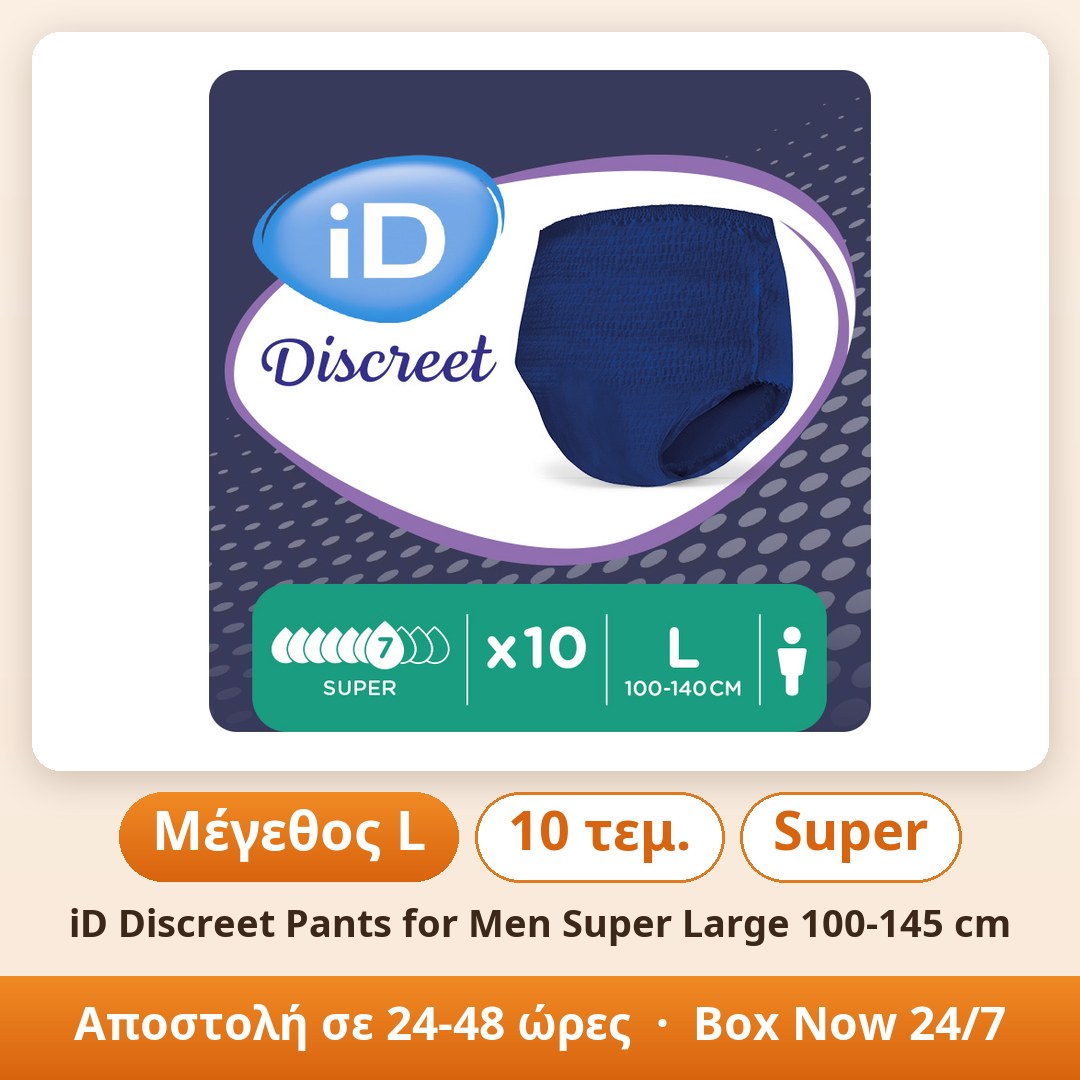 iD
Discreet
7
SUPER
x10
L
100-140CM
Μέγεθος L
10 τεμ.
Super
iD Discreet Pants for Men Super Large 100-145 cm
Αποστολή σε 24-48 ώρες · Box Now 24/7